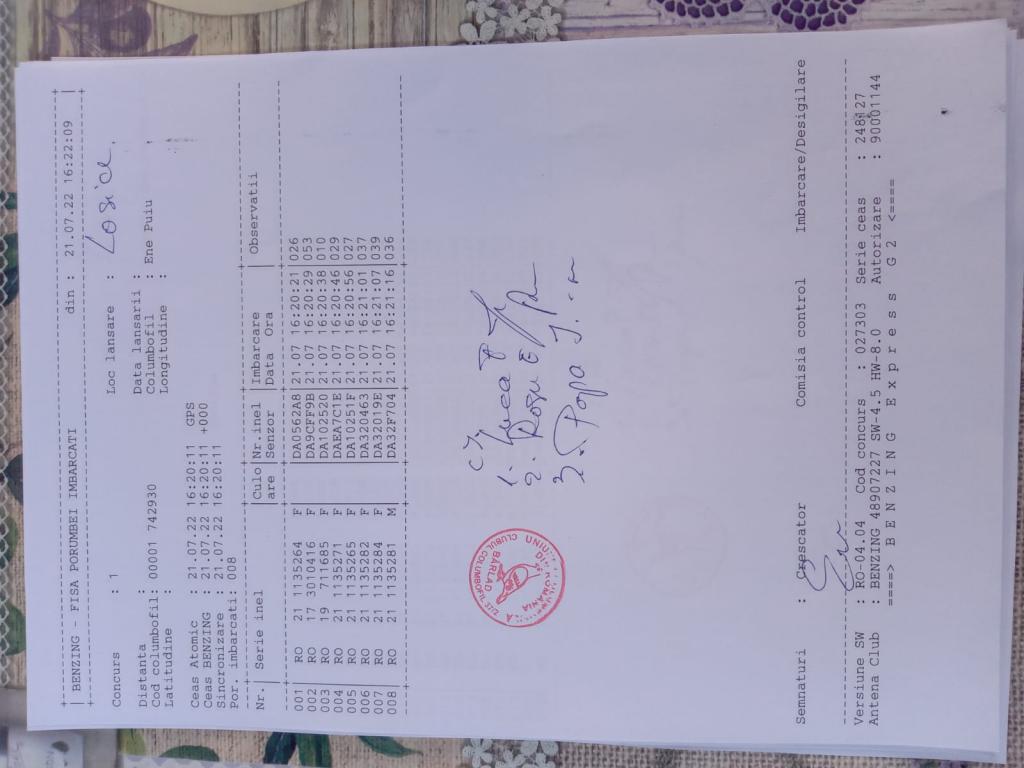 BENZING - FISA PORUMBEI IMBARCATI din : 21.07.22 16:22:09
Concurs : 1 Loc lansare : Losice
Distanta : Data lansarii :
Cod columbofil: 00001 742930 Columbofil : Ene Puiu
Latitudine : Longitudine :
Ceas Atomic : 21.07.22 16:20:11 GPS
Ceas BENZING : 21.07.22 16:20:11 +000
Sincronizare : 21.07.22 16:20:11
Por. imbarcati: 008
Nr. | Serie inel |Culo |Nr.inel |Imbarcare | Observatii
|are |Senzor |Data Ora |
001 | RO 21 1135264 F |DA0562A8 |21.07 16:20:21 |026
002 | RO 17 3010416 F |DA9CFF9B |21.07 16:20:29 |053
003 | RO 19 711685 F |DA102520 |21.07 16:20:38 |010
004 | RO 21 1135271 F |DAEA7C1E |21.07 16:20:46 |029
005 | RO 21 1135265 F |DA10251F |21.07 16:20:56 |027
006 | RO 21 1135282 F |DA320463 |21.07 16:21:01 |037
007 | RO 21 1135284 F |DA32019E |21.07 16:21:07 |039
008 | RO 21 1135281 M |DA32F704 |21.07 16:21:16 |036
1.
2. Rosu E
3. Popa I.
CLUBUL COLUMBOFIL
BARLAD
ROMANIA
Semnaturi : Crescator Comisia control Imbarcare/Desigilare
Versiune SW : RO-04.04 Cod concurs : 027303 Serie ceas : 248127
Antena Club : BENZING 48907227 SW-4.5 HW-8.0 Autorizare : 90001144
====> B E N Z I N G E x p r e s s G 2 <====